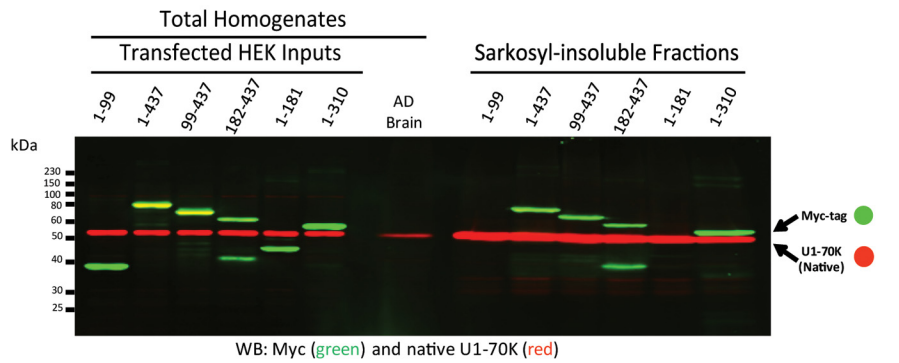 Total Homogenates
Transfected HEK Inputs
Sarkosyl-insoluble Fractions
1-99
1-437
99-437
182-437
1-181
1-310
AD
Brain
1-99
1-437
99-437
182-437
1-181
1-310
kDa
230
150
100
80
60
50
40
30
25
Myc-tag
U1-70K
(Native)
WB: Myc (green) and native U1-70K (red)